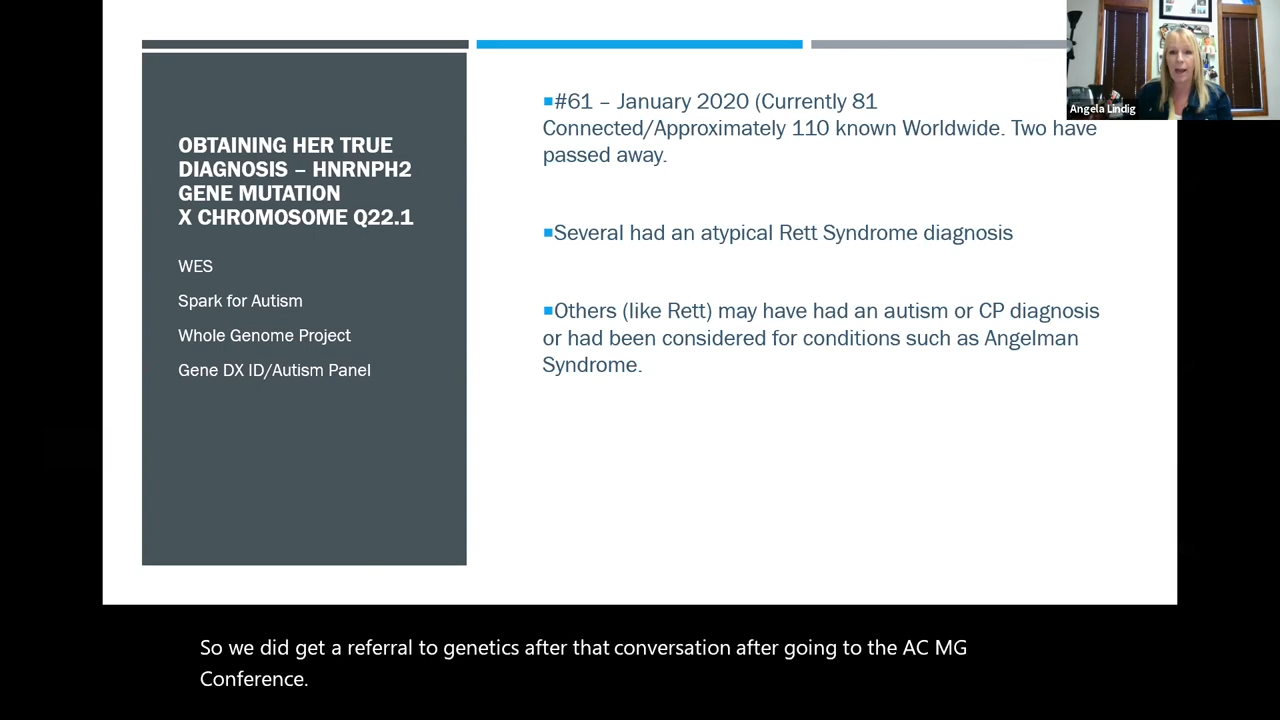 OBTAINING HER TRUE
DIAGNOSIS – HNRNPH2
GENE MUTATION
X CHROMOSOME Q22.1
WES
Spark for Autism
Whole Genome Project
Gene DX ID/Autism Panel
#61 – January 2020 (Currently 81
Connected/Approximately 110 known Worldwide. Two have
passed away.
Several had an atypical Rett Syndrome diagnosis
Others (like Rett) may have had an autism or CP diagnosis
or had been considered for conditions such as Angelman
Syndrome.
Angela Lindig
So we did get a referral to genetics after that conversation after going to the AC MG
Conference.